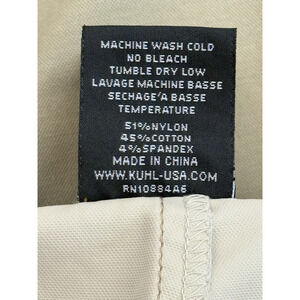 MACHINE WASH COLD
NO BLEACH
TUMBLE DRY LOW
LAVAGE MACHINE BASSE
SECHAGE'A BASSE
TEMPERATURE
51%NYLON
45%COTTON
4%SPANDEX
MADE IN CHINA
WWW.KUHL-USA.COM
RN10884A6